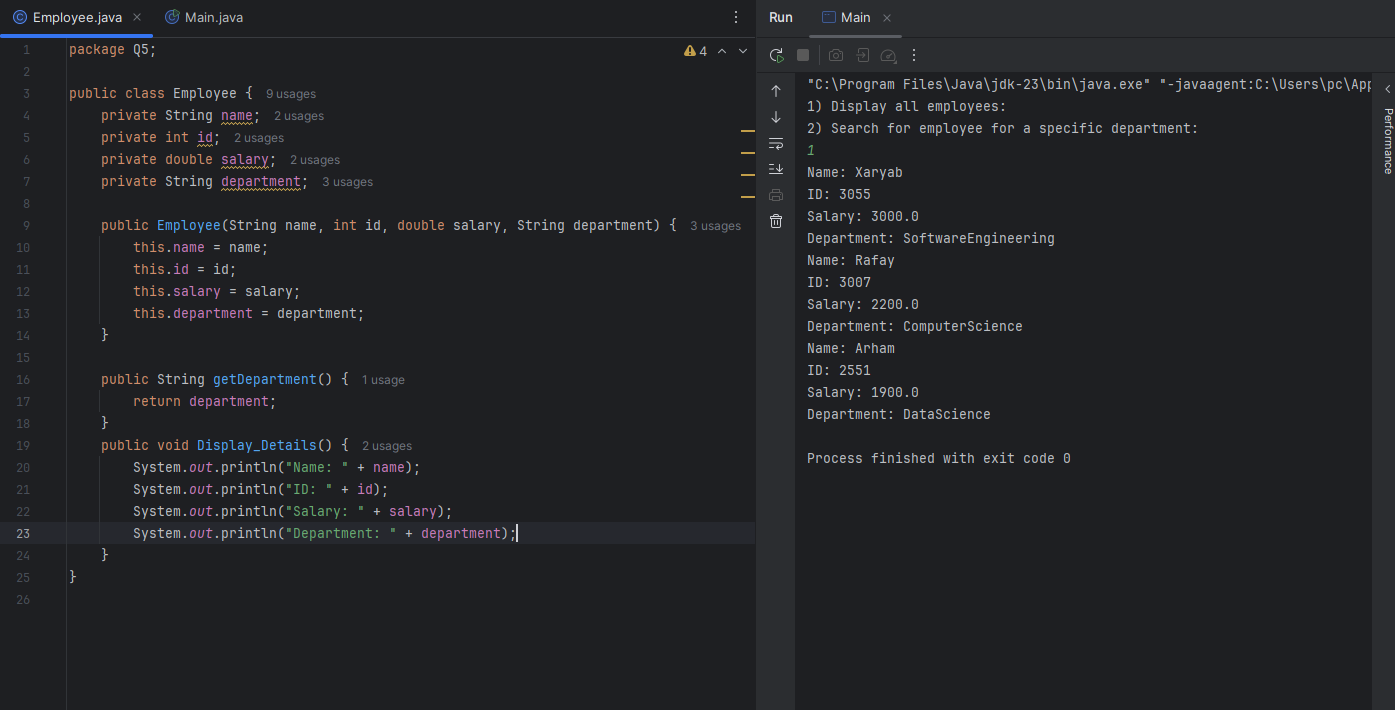 Employee.java
Main.java
4
1 package Q5;
2
3 public class Employee { 9 usages
4     private String name; 2 usages
5     private int id; 2 usages
6     private double salary; 2 usages
7     private String department; 3 usages
8
9     public Employee(String name, int id, double salary, String department) { 3 usages
10         this.name = name;
11         this.id = id;
12         this.salary = salary;
13         this.department = department;
14     }
15
16     public String getDepartment() { 1 usage
17         return department;
18     }
19     public void Display_Details() { 2 usages
20         System.out.println("Name: " + name);
21         System.out.println("ID: " + id);
22         System.out.println("Salary: " + salary);
23         System.out.println("Department: " + department);
24     }
25 }
26
Run
Main
"C:\Program Files\Java\jdk-23\bin\java.exe" "-javaagent:C:\Users\pc\App
1) Display all employees:
2) Search for employee for a specific department:
1
Name: Xaryab
ID: 3055
Salary: 3000.0
Department: SoftwareEngineering
Name: Rafay
ID: 3007
Salary: 2200.0
Department: ComputerScience
Name: Arham
ID: 2551
Salary: 1900.0
Department: DataScience

Process finished with exit code 0
Performance